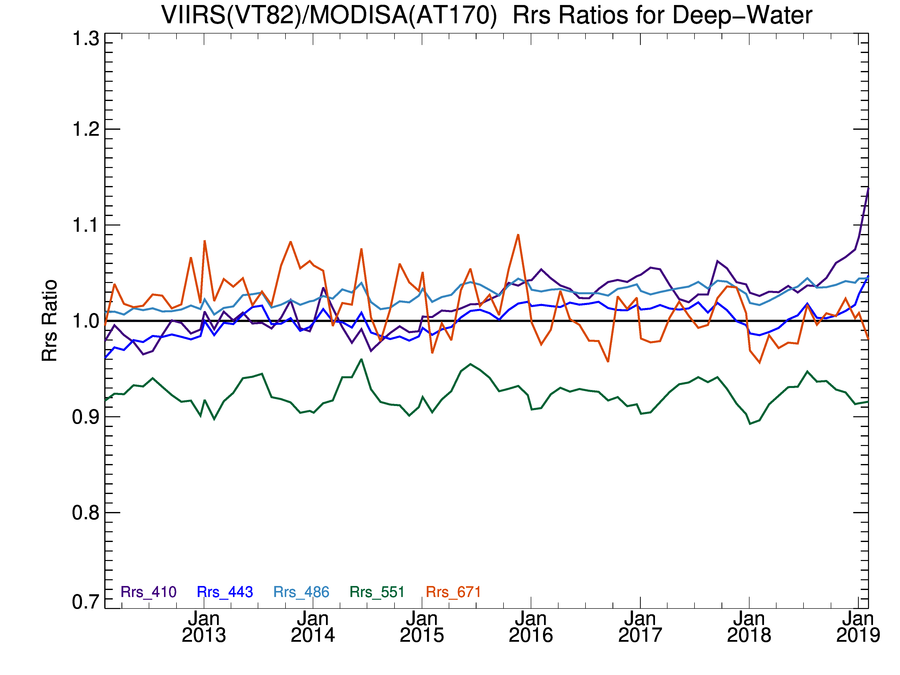 VIIRS(VT82)/MODISA(AT170)  Rrs Ratios for Deep−Water
1.3
1.2
1.1
1.0
0.9
0.8
0.7
Rrs Ratio
Rrs_410 Rrs_443 Rrs_486 Rrs_551 Rrs_671
Jan Jan Jan Jan Jan Jan Jan
2013 2014 2015 2016 2017 2018 2019